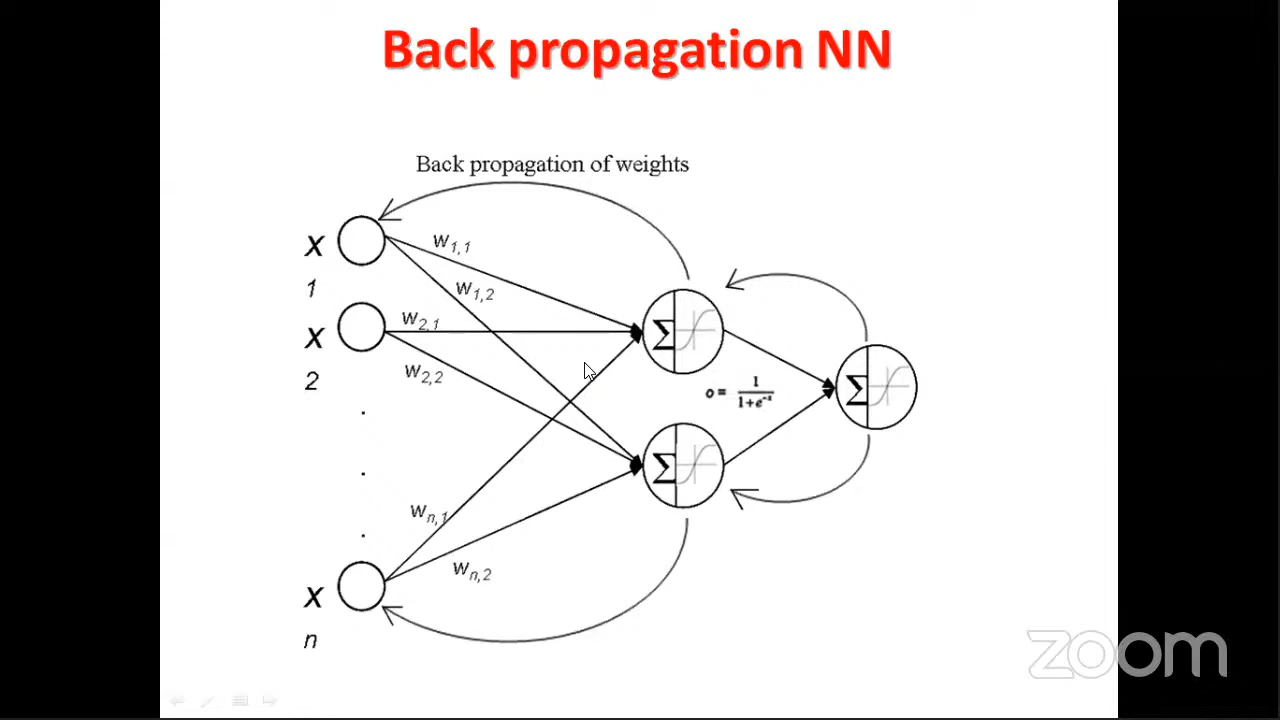 Back propagation NN
Back propagation of weights
x
1
w1,1
w1,2
x
2
w2,1
w2,2
.
.
.
x
n
wn,1
wn,2
Σ
Σ
Σ
o = 1/1+e^-x
zoom